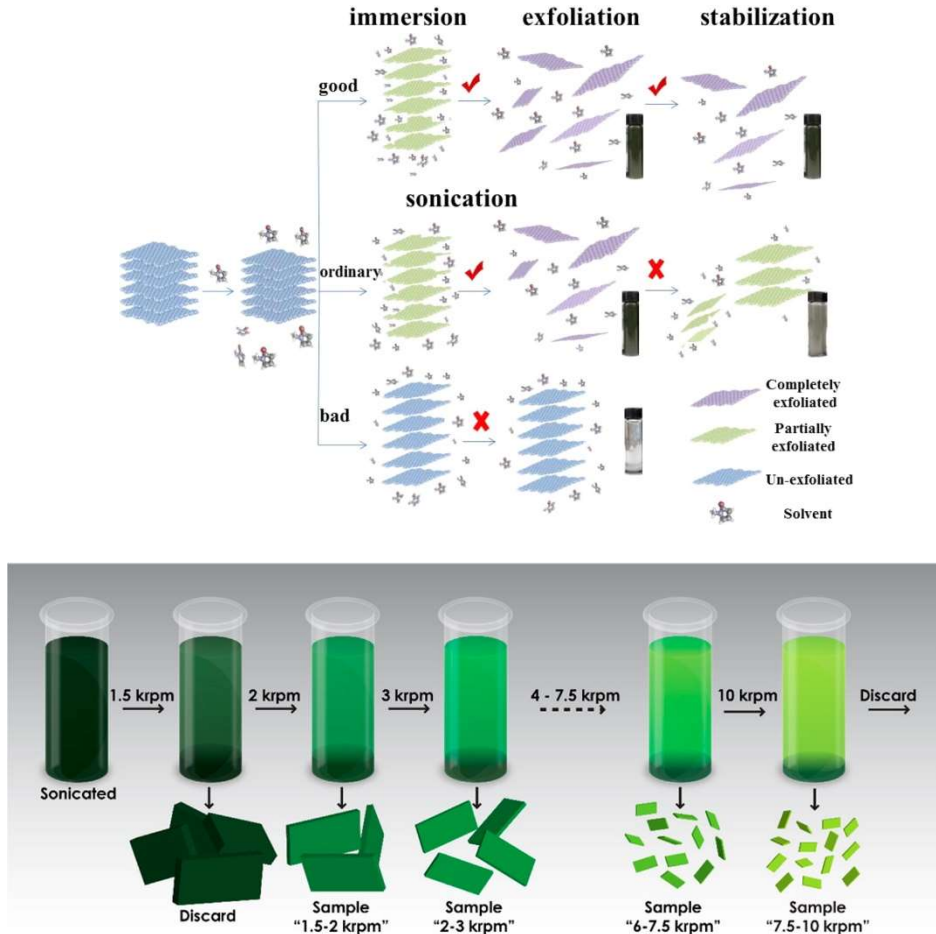 immersion exfoliation stabilization
good
sonication
ordinary
bad
Completely
exfoliated
Partially
exfoliated
Un-exfoliated
Solvent
1.5 krpm 2 krpm 3 krpm 4 - 7.5 krpm 10 krpm Discard
Sonicated
Discard
Sample
"1.5-2 krpm"
Sample
"2-3 krpm"
Sample
"6-7.5 krpm"
Sample
"7.5-10 krpm"